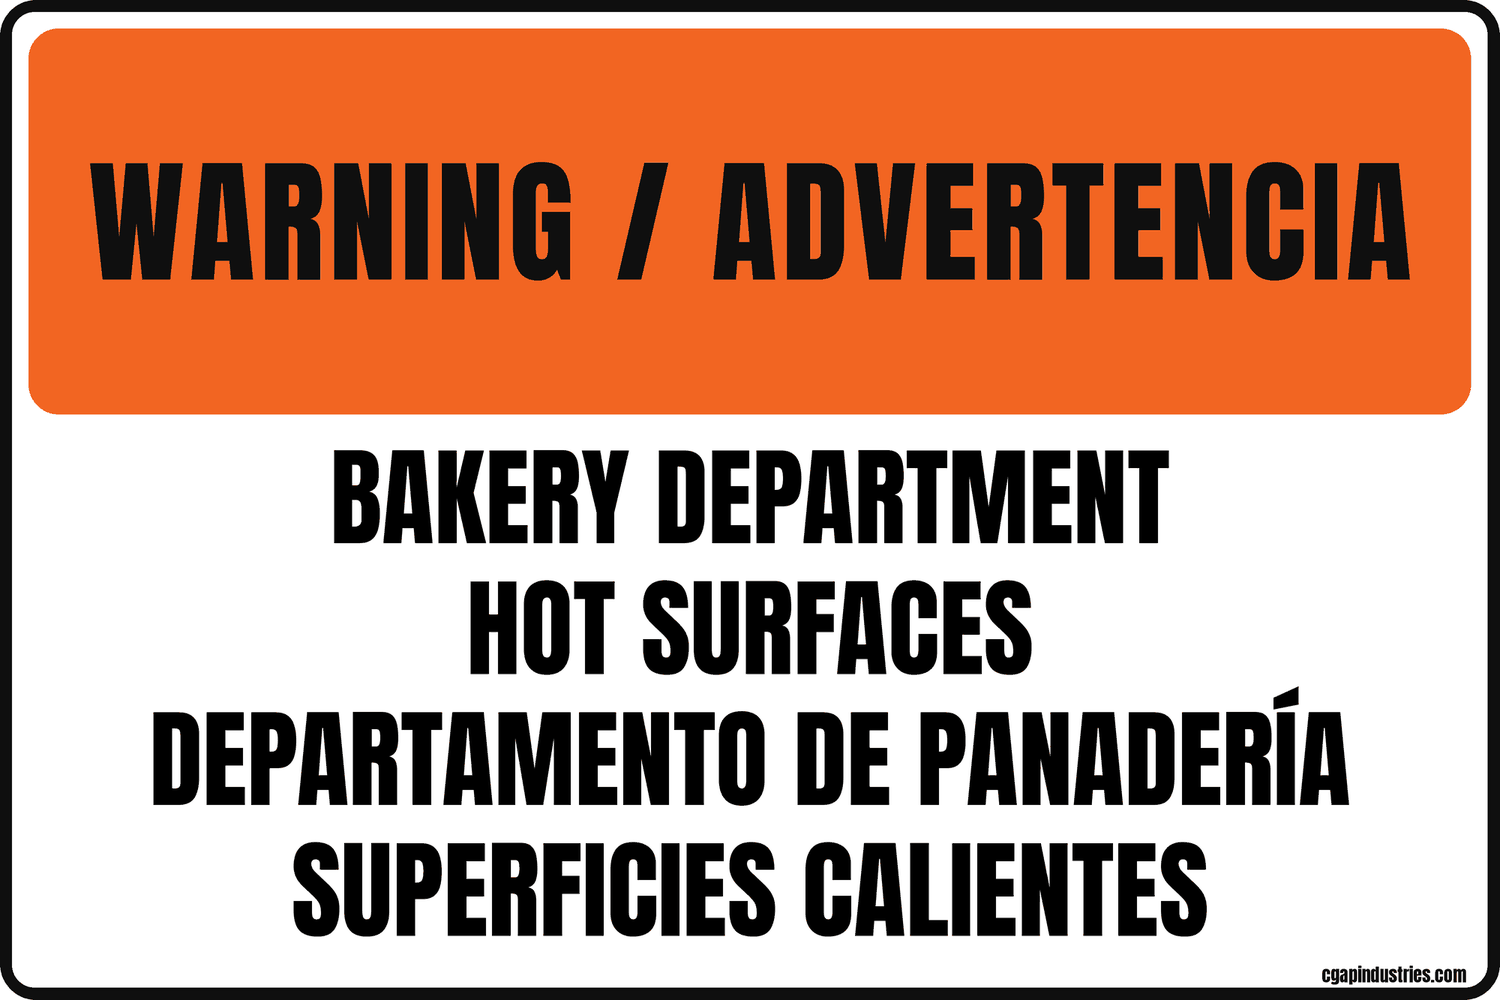 WARNING / ADVERTENCIA
BAKERY DEPARTMENT
HOT SURFACES
DEPARTAMENTO DE PANADERÍA
SUPERFICIES CALIENTES
cgapindustries.com